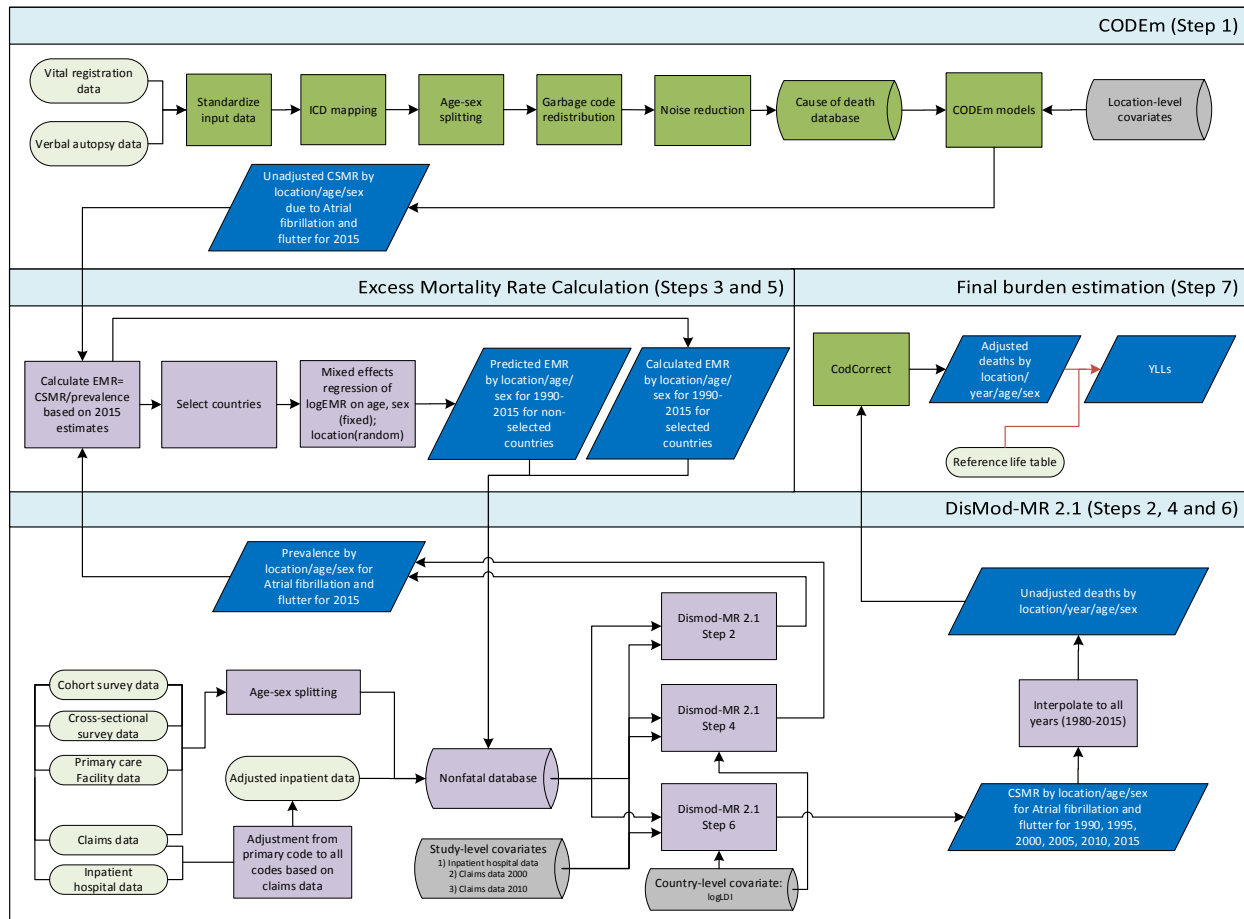 CODEm (Step 1)
Vital registration
data
Verbal autopsy data
Standardize
input data
ICD mapping
Age-sex
splitting
Garbage code
redistribution
Noise reduction
Cause of death
database
CODEm models
Location-level
covariates
Unadjusted CSMR by
location/age/sex
due to Atrial
fibrillation and
flutter for 2015
Excess Mortality Rate Calculation (Steps 3 and 5)
Calculate EMR=
CSMR/prevalence
based on 2015
estimates
Select countries
Mixed effects
regression of
logEMR on age, sex
(fixed);
location(random)
Predicted EMR
by location/age/
sex for 1990-
2015 for non-
selected
countries
Calculated EMR
by location/age/
sex for 1990-
2015 for
selected
countries
Final burden estimation (Step 7)
CodCorrect
Adjusted
deaths by
location/
year/age/sex
YLLs
Reference life table
DisMod-MR 2.1 (Steps 2, 4 and 6)
Prevalence by
location/age/sex for
Atrial fibrillation and
flutter for 2015
Cohort survey data
Cross-sectional
survey data
Primary care
Facility data
Claims data
Inpatient
hospital data
Age-sex splitting
Adjusted inpatient data
Adjustment from
primary code to all
codes based on
claims data
Nonfatal database
Study-level covariates
1) Inpatient hospital data
2) Claims data 2000
3) Claims data 2010
Dismod-MR 2.1
Step 2
Dismod-MR 2.1
Step 4
Dismod-MR 2.1
Step 6
Country-level covariate:
logLDI
Unadjusted deaths by
location/year/age/sex
Interpolate to all
years (1980-2015)
CSMR by location/age/sex
for Atrial fibrillation and
flutter for 1990, 1995,
2000, 2005, 2010, 2015